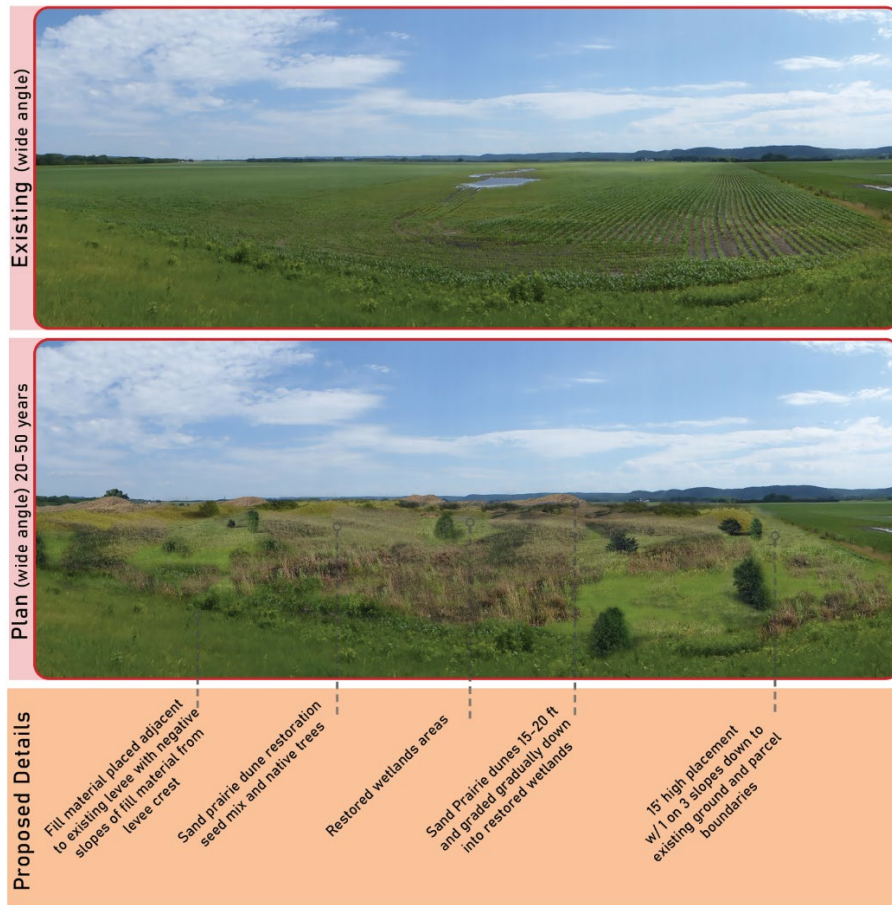 Existing (wide angle)
Plan (wide angle) 20-50 years
Proposed Details
Fill material placed adjacent
to existing levee with negative
slopes of fill material from
levee crest
Sand prairie dune restoration
seed mix and native trees
Restored wetlands areas
Sand Prairie dunes 15-20 ft
and graded gradually down
into restored wetlands
15' high placement
w/ 1 on 3 slopes down to
existing ground and parcel
boundaries